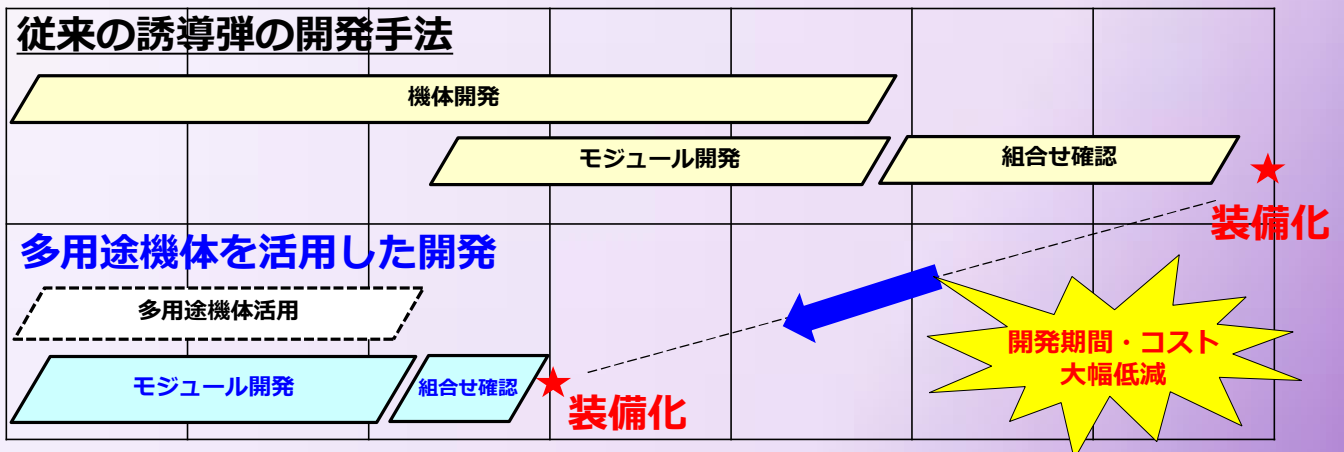 従来の誘導弾の開発手法
機体開発
モジュール開発
組合せ確認
装備化
多用途機体を活用した開発
多用途機体活用
モジュール開発
組合せ確認
装備化
開発期間・コスト
大幅低減